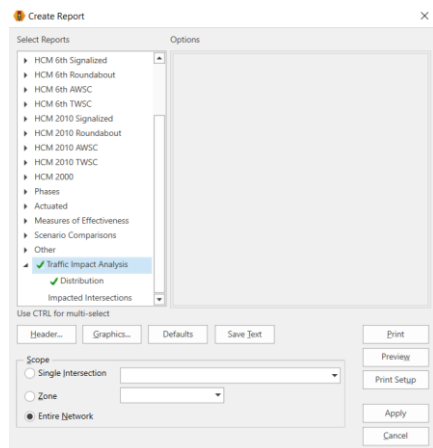 Create Report
Select Reports
Options
HCM 6th Signalized
HCM 6th Roundabout
HCM 6th AWSC
HCM 6th TWSC
HCM 2010 Signalized
HCM 2010 Roundabout
HCM 2010 AWSC
HCM 2010 TWSC
HCM 2000
Phases
Actuated
Measures of Effectiveness
Scenario Comparisons
Other
Traffic Impact Analysis
Distribution
Impacted Intersections
Use CTRL for multi-select
Header... Graphics... Defaults Save Text Print
Preview
Print Setup
Scope
Single Intersection
Zone
Entire Network
Apply
Cancel